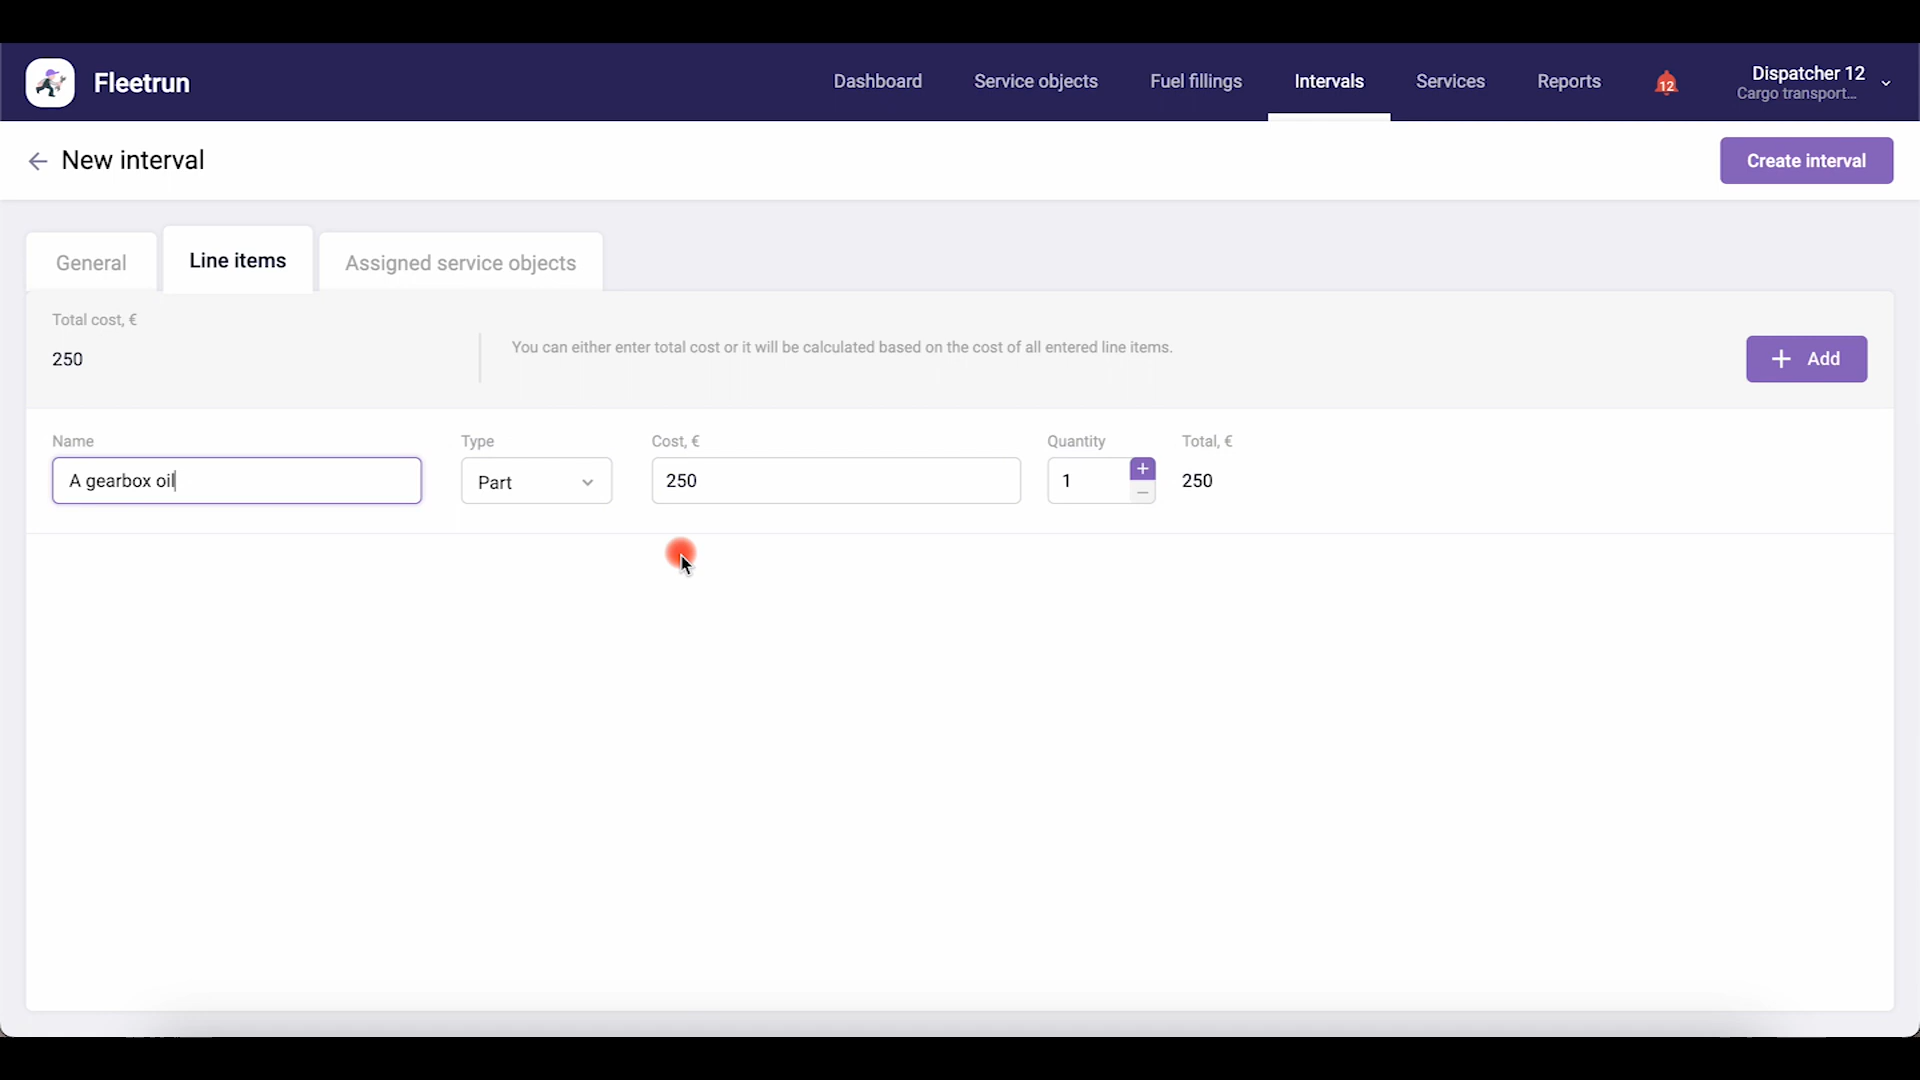 Fleetrun
Dashboard
Service objects
Fuel fillings
Intervals
Services
Reports
12
Dispatcher 12
Cargo transport...
New interval
Create interval
General
Line items
Assigned service objects
Total cost, €
250
You can either enter total cost or it will be calculated based on the cost of all entered line items.
+ Add
Name
Type
Cost, €
Quantity
Total, €
A gearbox oil
Part
250
1
250